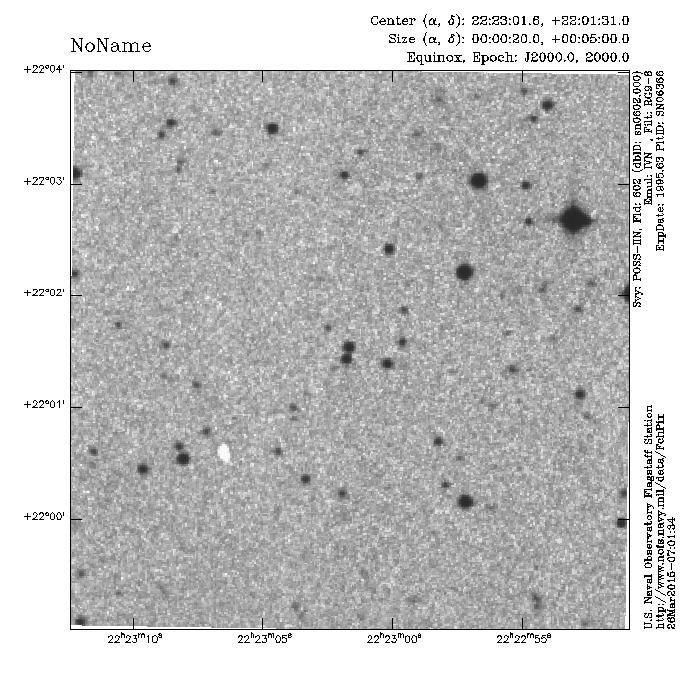 NoName
Center (α, δ): 22:23:01.6, +22:01:31.0
Size (α, δ): 00:00:20.0, +00:05:00.0
Equinox, Epoch: J2000.0, 2000.0
+22°04'
+22°03'
+22°02'
+22°01'
+22°00'
22h23m10s
22h23m05s
22h23m00s
22h22m55s
Svy: POSS-IIN, Fld: 602 (dbID: sn0602.000)
Emul: IVN , Filt: RG9-6
ExpDate: 1995.63 PltID: SN06366
U.S. Naval Observatory Flagstaff Station
http://www.nofs.navy.mil/data/FchPix
26Mar2015-07:01:34